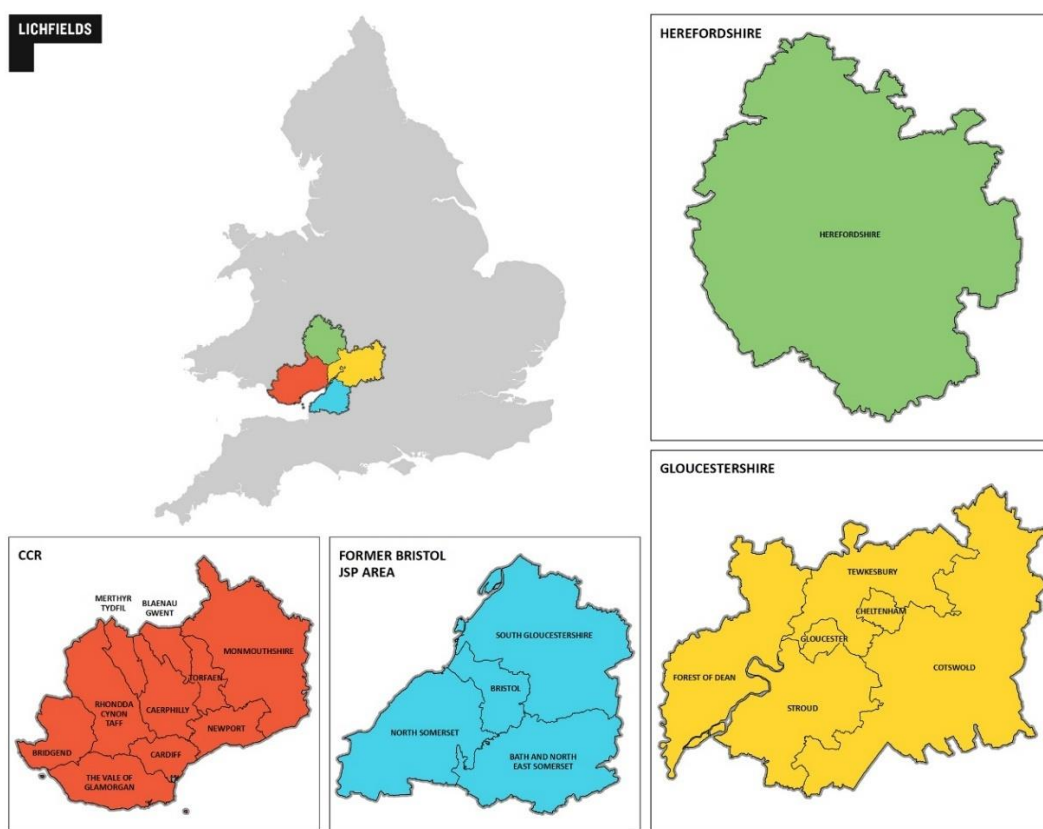 LICHFIELDS
HEREFORDSHIRE
HEREFORDSHIRE
GLOUCESTERSHIRE
TEWKESBURY
CHELTENHAM
GLOUCESTER
COTSWOLD
FOREST OF DEAN
STROUD
CCR
MERTHYR
TYDFIL
BLAENAU
GWENT
MONMOUTHSHIRE
TORFAEN
RHONDDA
CYNON
TAFF
CAERPHILLY
NEWPORT
BRIDGEND
CARDIFF
THE VALE OF
GLAMORGAN
FORMER BRISTOL
JSP AREA
SOUTH GLOUCESTERSHIRE
BRISTOL
NORTH SOMERSET
BATH AND NORTH
EAST SOMERSET